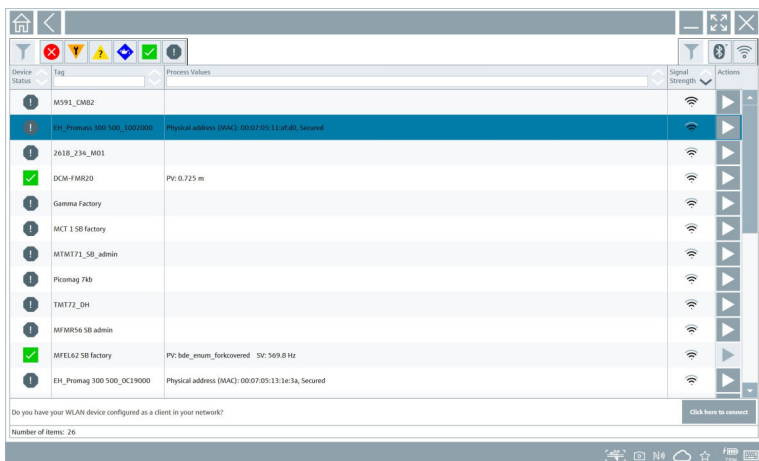 Device Status
Tag
Process Values
Signal Strength
Actions
M591_CM82
EH_Promass 300 500_1002000 Physical address (MAC): 00:07:05:11:af:d0, Secured
2618_234_M01
DCM-FMR20 PV: 0.725 m
Gamma Factory
MCT 1 SB factory
MTMT71_SB_admin
Picomag 7kb
TMT72_DH
MFMR56 SB admin
MFEL62 SB factory PV: bde_enum_forkcovered SV: 569.8 Hz
EH_Promag 300 500_0C19000 Physical address (MAC): 00:07:05:13:1e:3a, Secured
Do you have your WLAN device configured as a client in your network? Click here to connect
Number of items: 26